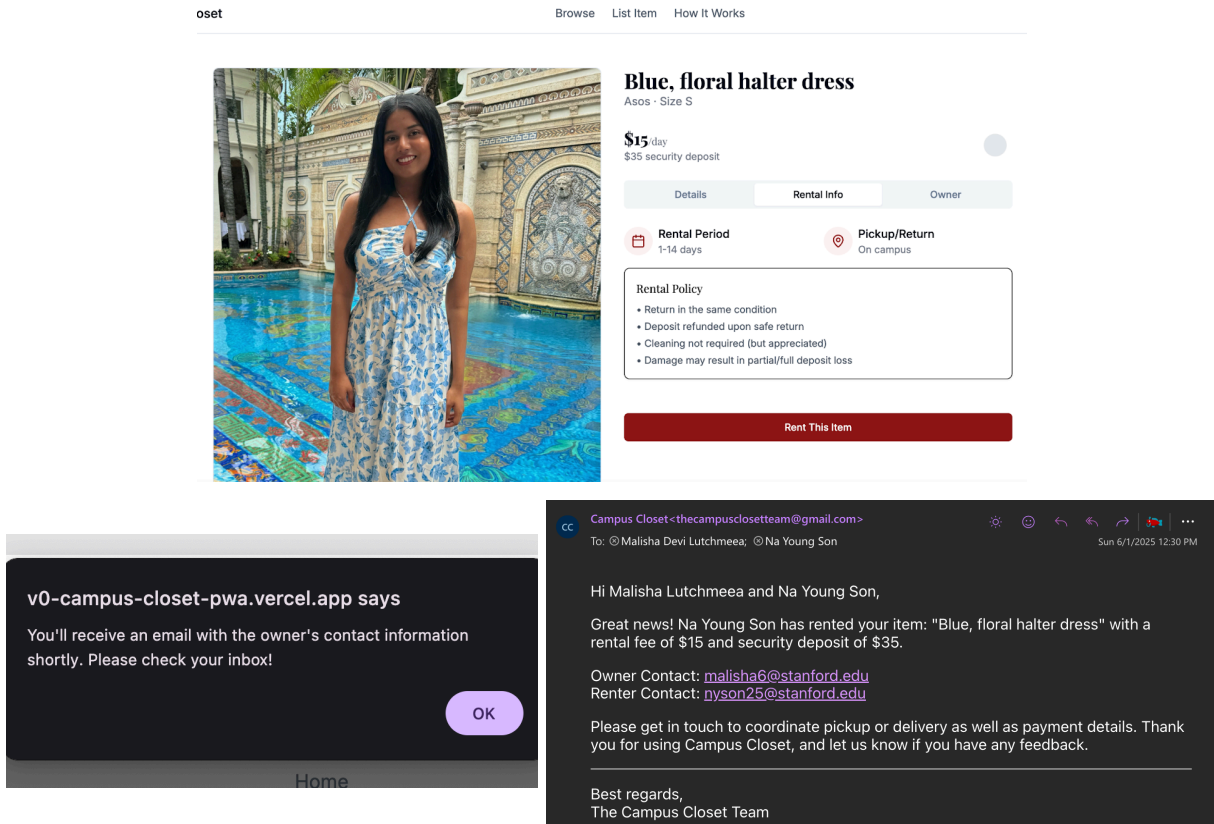 oset
Browse List Item How It Works
Blue, floral halter dress
Asos · Size S
$15/day
$35 security deposit
Details Rental Info Owner
Rental Period
1-14 days
Pickup/Return
On campus
Rental Policy
• Return in the same condition
• Deposit refunded upon safe return
• Cleaning not required (but appreciated)
• Damage may result in partial/full deposit loss
Rent This Item
v0-campus-closet-pwa.vercel.app says
You'll receive an email with the owner's contact information
shortly. Please check your inbox!
OK
Home
CC
Campus Closet<thecampusclosetteam@gmail.com>
To: Malisha Devi Lutchmeea; Na Young Son
Sun 6/1/2025 12:30 PM
Hi Malisha Lutchmeea and Na Young Son,
Great news! Na Young Son has rented your item: "Blue, floral halter dress" with a
rental fee of $15 and security deposit of $35.
Owner Contact: malisha6@stanford.edu
Renter Contact: nyson25@stanford.edu
Please get in touch to coordinate pickup or delivery as well as payment details. Thank
you for using Campus Closet, and let us know if you have any feedback.
Best regards,
The Campus Closet Team